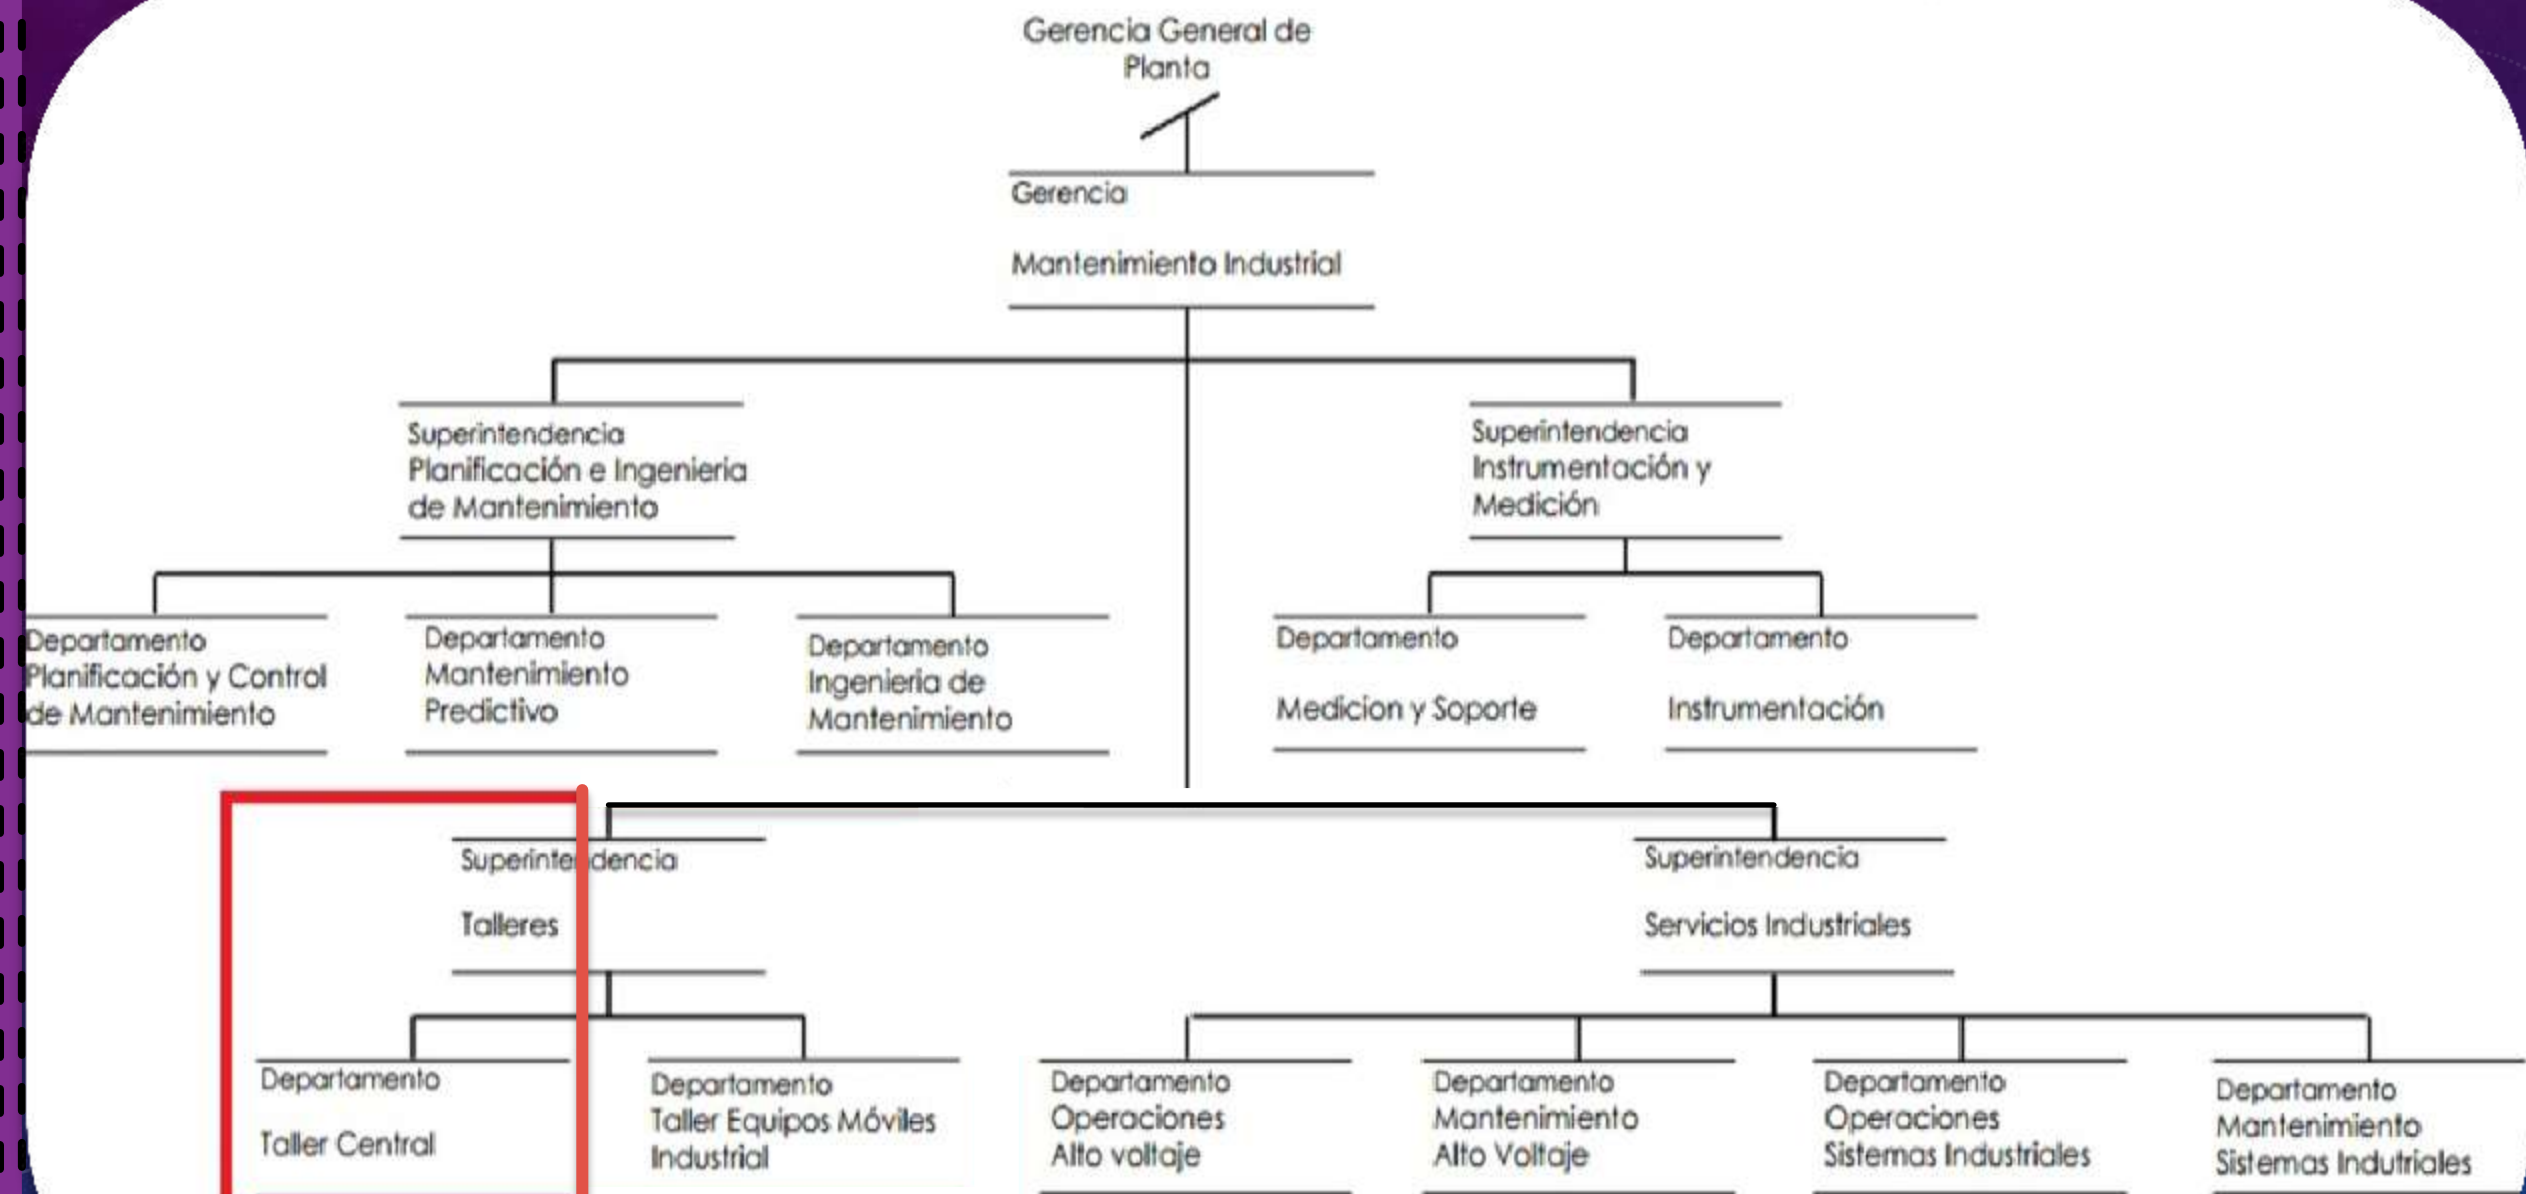 Gerencia General de
Planta
Gerencia
Mantenimiento Industrial
Superintendencia
Planificación e Ingenieria
de Mantenimiento
Superintendencia
Instrumentación y
Medición
Departamento
Planificación y Control
de Mantenimiento
Departamento
Mantenimiento
Predictivo
Departamento
Ingenieria de
Mantenimiento
Departamento
Medicion y Soporte
Departamento
Instrumentación
Superintendencia
Talleres
Superintendencia
Servicios Industriales
Departamento
Taller Central
Departamento
Taller Equipos Móviles
Industrial
Departamento
Operaciones
Alto voltaje
Departamento
Mantenimiento
Alto Voltaje
Departamento
Operaciones
Sistemas Industriales
Departamento
Mantenimiento
Sistemas Indutriales